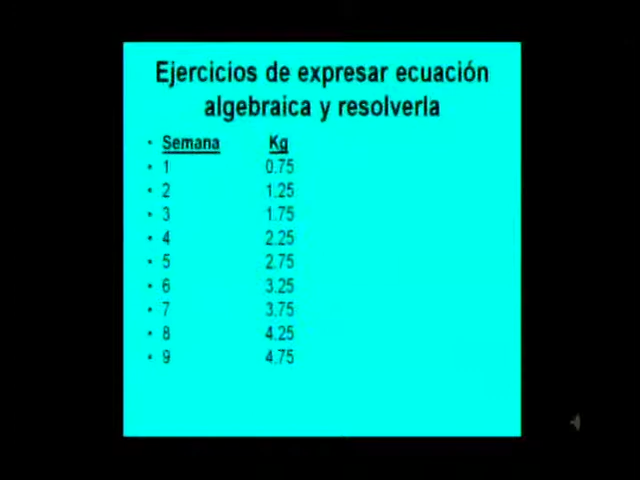 Ejercicios de expresar ecuación
algebraica y resolverla
• Semana Kg
• 1 0.75
• 2 1.25
• 3 1.75
• 4 2.25
• 5 2.75
• 6 3.25
• 7 3.75
• 8 4.25
• 9 4.75